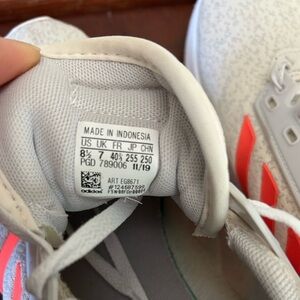 MADE IN INDONESIA
US UK FR JP CHN
8½ 7 40⅔ 255 250
PGD 789006 11/19
ART EG8671
adidas